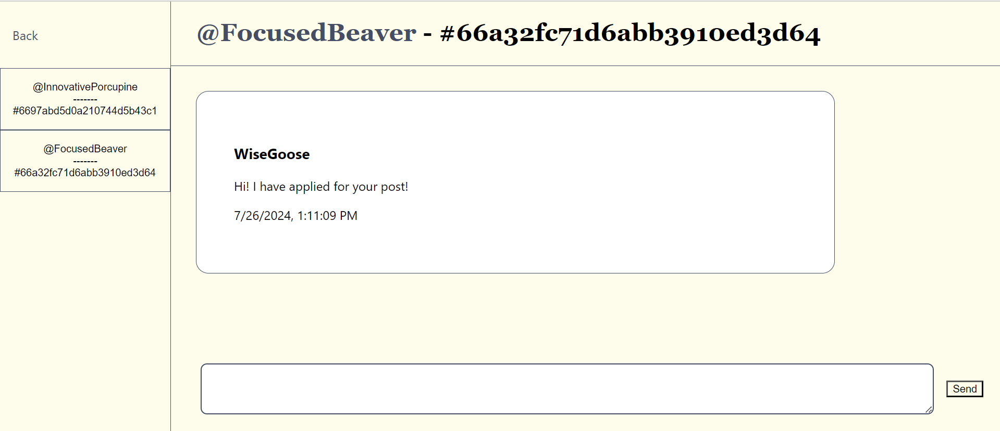 Back
@InnovativePorcupine
-------
#6697abd5d0a210744d5b43c1
@FocusedBeaver
-------
#66a32fc71d6abb3910ed3d64
@FocusedBeaver - #66a32fc71d6abb3910ed3d64
WiseGoose
Hi! I have applied for your post!
7/26/2024, 1:11:09 PM
Send